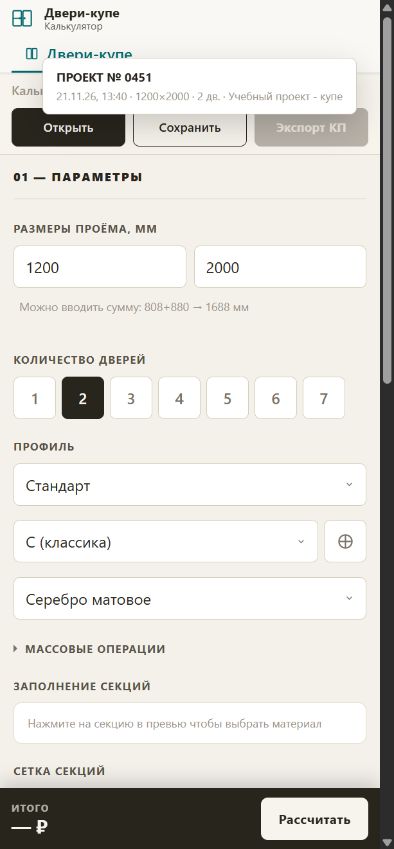 Двери-купе
Калькулятор
Двери-купе
ПРОЕКТ № 0451
21.11.26, 13:40 · 1200×2000 · 2 дв. · Учебный проект - купе
Открыть
Сохранить
Экспорт КП
01 — ПАРАМЕТРЫ
РАЗМЕРЫ ПРОЁМА, ММ
1200
2000
Можно вводить сумму: 808+880 → 1688 мм
КОЛИЧЕСТВО ДВЕРЕЙ
1 2 3 4 5 6 7
ПРОФИЛЬ
Стандарт
С (классика)
Серебро матовое
МАССОВЫЕ ОПЕРАЦИИ
ЗАПОЛНЕНИЕ СЕКЦИЙ
Нажмите на секцию в превью чтобы выбрать материал
СЕТКА СЕКЦИЙ
ИТОГО
— ₽
Рассчитать